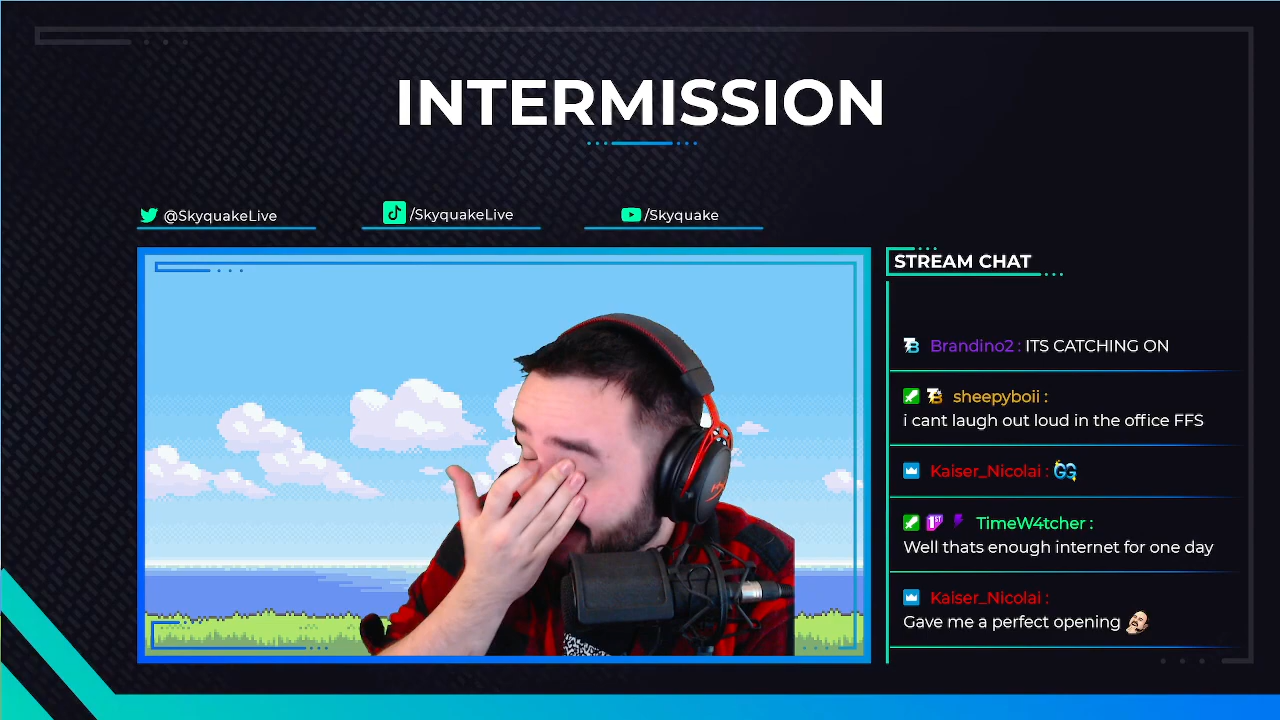 INTERMISSION
@SkyquakeLive
/SkyquakeLive
/Skyquake
STREAM CHAT
Brandino2 : ITS CATCHING ON
sheepyboii :
i cant laugh out loud in the office FFS
Kaiser_Nicolai : GG
TimeW4tcher :
Well thats enough internet for one day
Kaiser_Nicolai :
Gave me a perfect opening